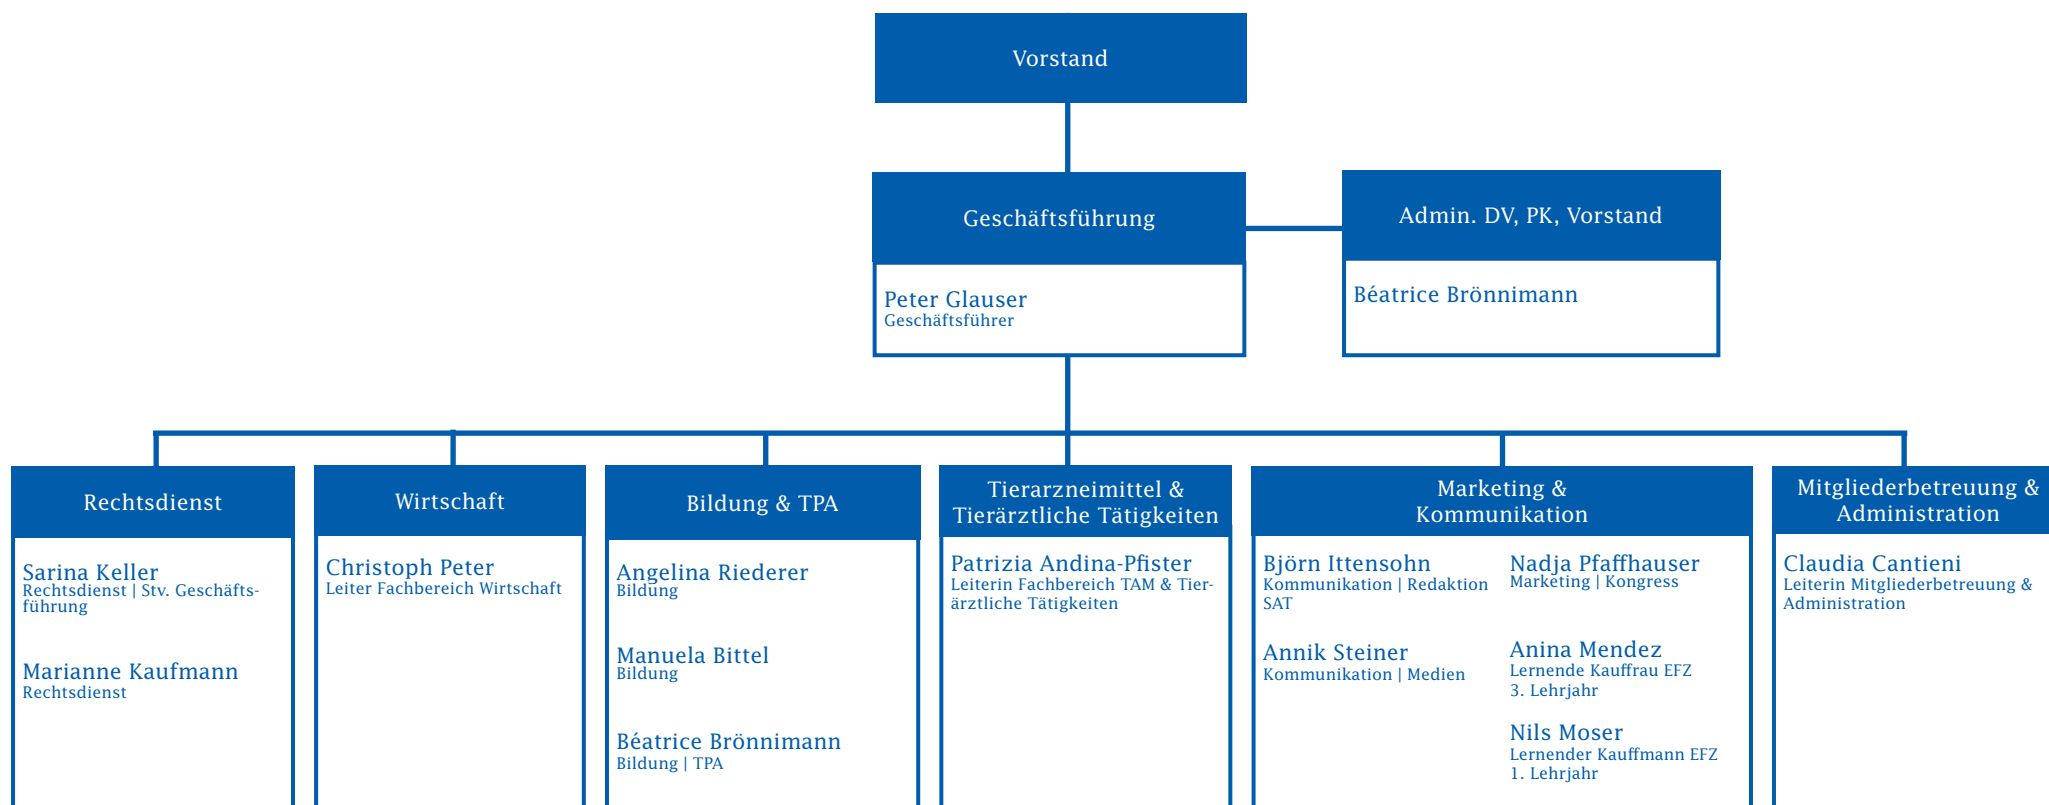 Vorstand
Geschäftsführung
Peter Glauser
Geschäftsführer
Admin. DV, PK, Vorstand
Béatrice Brönnimann
Rechtsdienst
Sarina Keller
Rechtsdienst | Stv. Geschäfts-
führung
Marianne Kaufmann
Rechtsdienst
Wirtschaft
Christoph Peter
Leiter Fachbereich Wirtschaft
Bildung & TPA
Angelina Riederer
Bildung
Manuela Bittel
Bildung
Béatrice Brönnimann
Bildung | TPA
Tierarzneimittel &
Tierärztliche Tätigkeiten
Patrizia Andina-Pfister
Leiterin Fachbereich TAM & Tier-
ärztliche Tätigkeiten
Marketing &
Kommunikation
Björn Ittensohn
Kommunikation | Redaktion
SAT
Annik Steiner
Kommunikation | Medien
Nadja Pfaffhauser
Marketing | Kongress
Anina Mendez
Lernende Kauffrau EFZ
3. Lehrjahr
Nils Moser
Lernender Kauffmann EFZ
1. Lehrjahr
Mitgliederbetreuung &
Administration
Claudia Cantieni
Leiterin Mitgliederbetreuung &
Administration